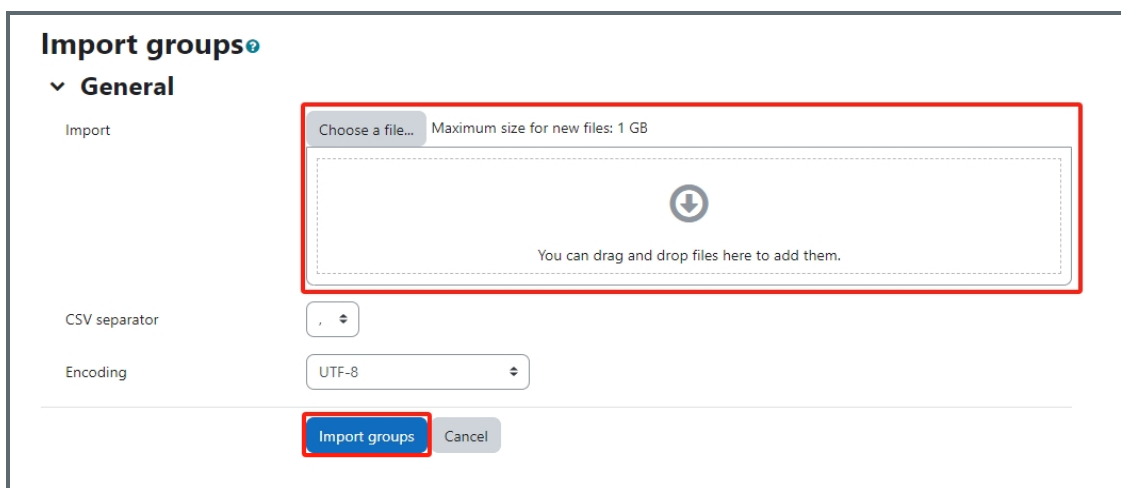 Import groups
General
Import
Choose a file... Maximum size for new files: 1 GB
You can drag and drop files here to add them.
CSV separator ,
Encoding UTF-8
Import groups Cancel